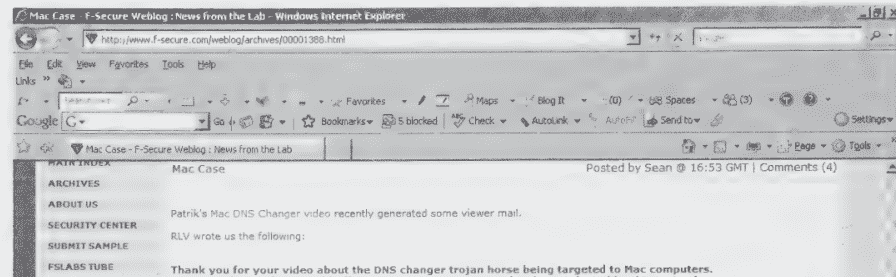 Mac Case - F-Secure Weblog : News from the Lab - Windows Internet Explorer
http://www.f-secure.com/weblog/archives/00001388.html
File Edit View Favorites Tools Help
Links »
Favorites Maps Blog It (0) Spaces (3)
Google G Go Bookmarks 5 blocked Check AutoLink AutoFill Send to Settings
Mac Case - F-Secure Weblog : News from the Lab Page Tools »
MAIN INDEX
Mac Case Posted by Sean @ 16:53 GMT | Comments (4)
ARCHIVES
ABOUT US
Patrik's Mac DNS Changer video recently generated some viewer mail.
SECURITY CENTER
RLV wrote us the following:
SUBMIT SAMPLE
FSLABS TUBE
Thank you for your video about the DNS changer trojan horse being targeted to Mac computers.